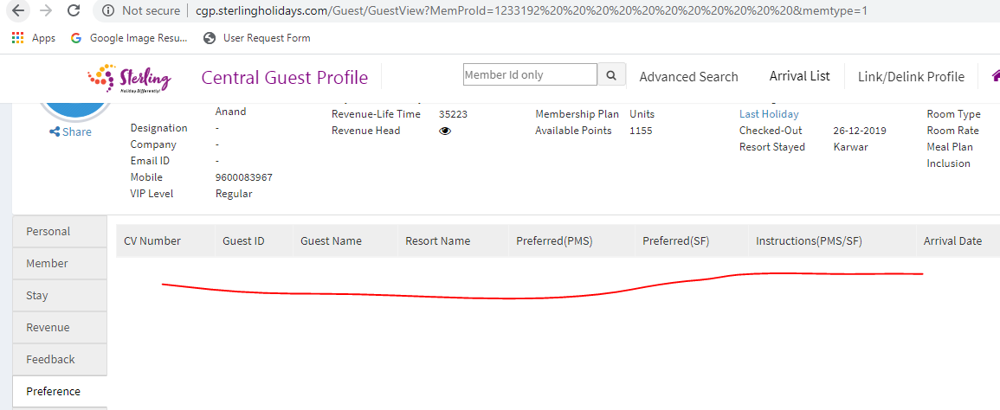 Not secure | cgp.sterlingholidays.com/Guest/GuestView?MemProId=1233192%20%20%20%20%20%20%20%20%20%20%20&memtype=1
Apps Google Image Resu... User Request Form
Sterling
Holiday Differently!
Central Guest Profile
Member Id only
Advanced Search
Arrival List
Link/Delink Profile
Share
Anand
Designation -
Company -
Email ID -
Mobile 9600083967
VIP Level Regular
Revenue-Life Time 35223
Revenue Head
Membership Plan Units
Available Points 1155
Last Holiday
Checked-Out 26-12-2019
Resort Stayed Karwar
Room Type
Room Rate
Meal Plan
Inclusion
Personal
Member
Stay
Revenue
Feedback
Preference
CV Number Guest ID Guest Name Resort Name Preferred(PMS) Preferred(SF) Instructions(PMS/SF) Arrival Date